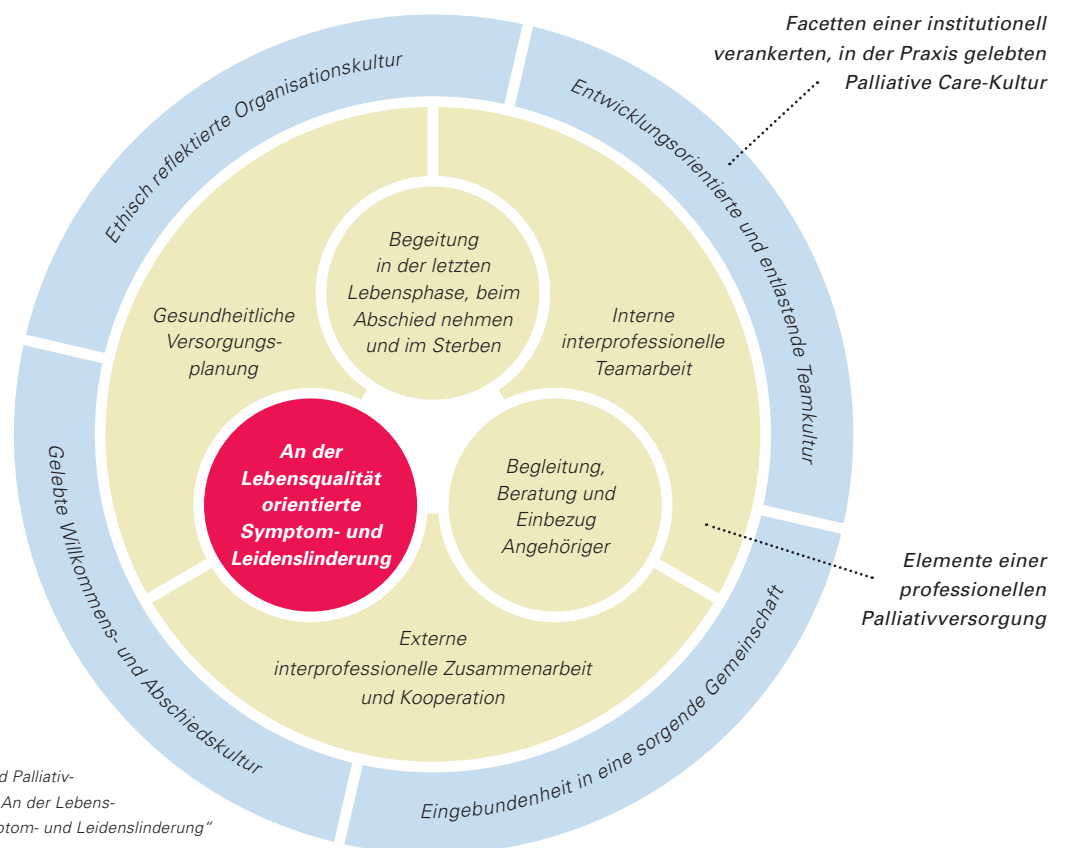 Facetten einer institutionell
verankerten, in der Praxis gelebten
Palliative Care-Kultur
Ethisch reflektierte Organisationskultur
Entwicklungsorientierte und entlastende Teamkultur
Begeitung
in der letzten
Lebensphase, beim
Abschied nehmen
und im Sterben
Gesundheitliche
Versorgungs-
planung
Interne
interprofessionelle
Teamarbeit
An der
Lebensqualität
orientierte
Symptom- und
Leidenslinderung
Begleitung,
Beratung und
Einbezug
Angehöriger
Elemente einer
professionellen
Palliativversorgung
Externe
interprofessionelle Zusammenarbeit
und Kooperation
Gelebte Willkommens- und Abschiedskultur
Eingebundenheit in eine sorgende Gemeinschaft
d Palliativ-
An der Lebens-
ptom- und Leidenslinderung“